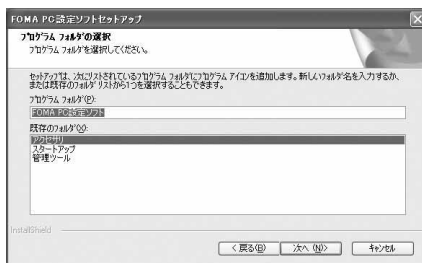 FOMA PC設定ソフトセットアップ
プログラム フォルダの選択
プログラム フォルダを選択してください。
セットアップは、次にリストされているプログラム フォルダにプログラム アイコンを追加します。新しいフォルダ名を入力するか、
または既存のフォルダ リストから1つを選択することもできます。
プログラム フォルダ(P):
FOMA PC設定ソフト
既存のフォルダ(X):
アクセサリ
スタートアップ
管理ツール
InstallShield
< 戻る(B)
次へ (N)>
キャンセル